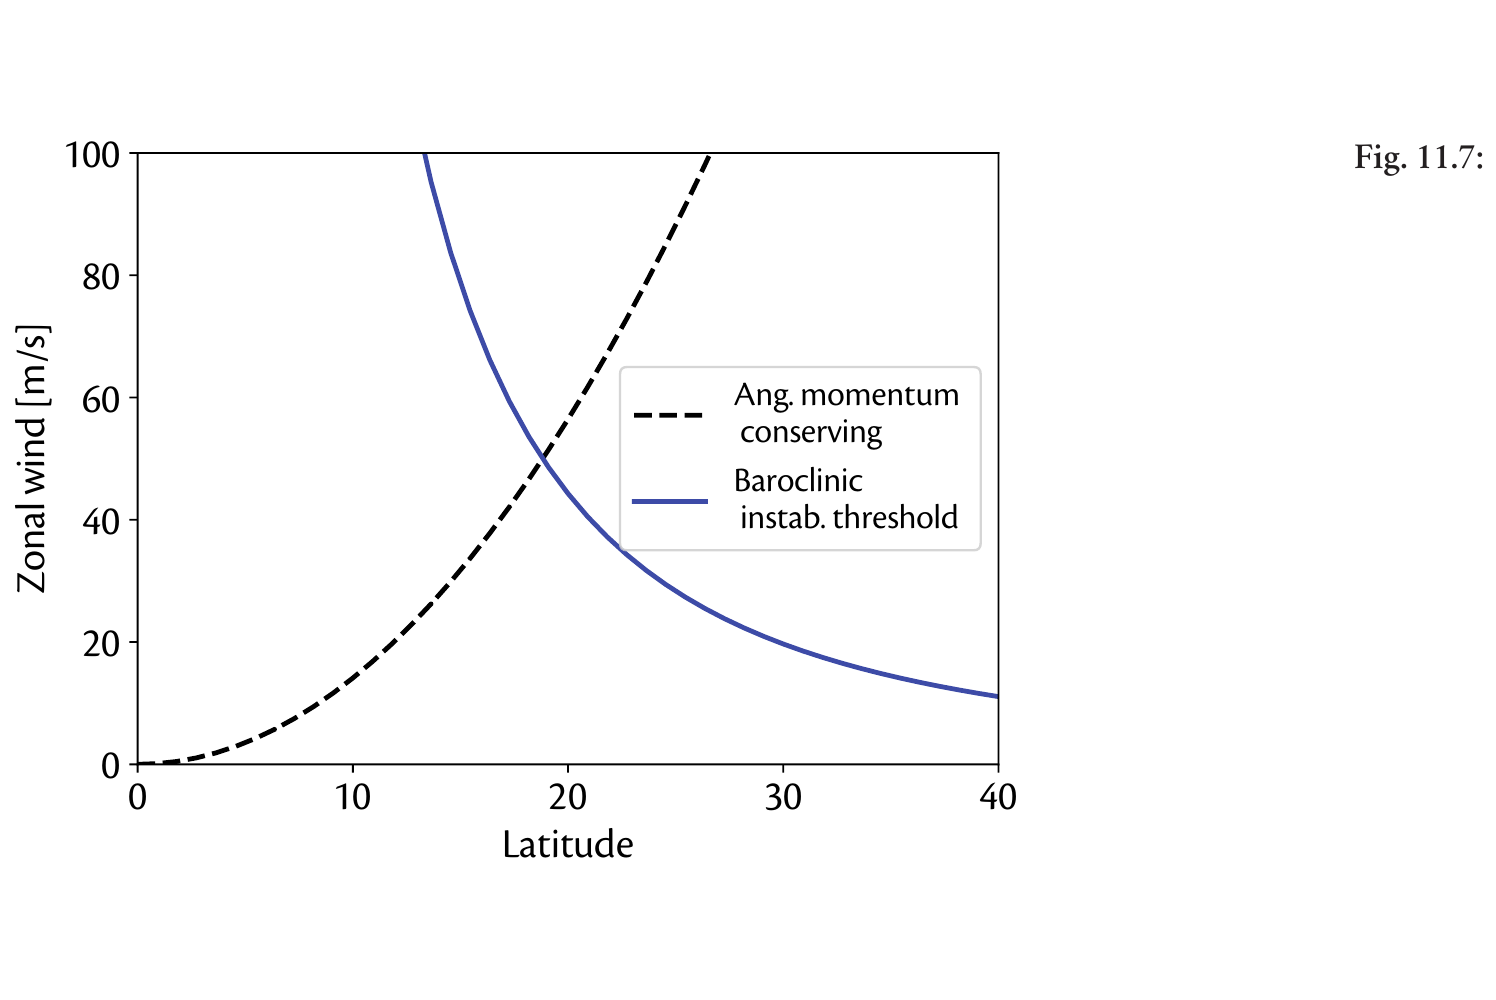 Fig. 11.7:
100
80
60
40
20
0
Zonal wind [m/s]
Ang. momentum
conserving
Baroclinic
instab. threshold
0 10 20 30 40
Latitude